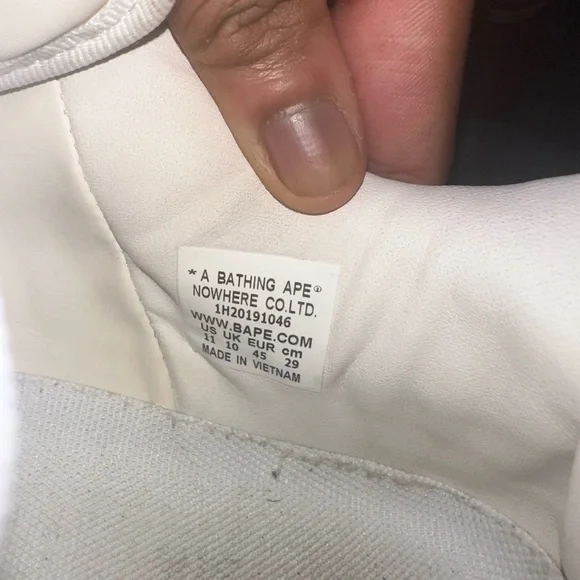 * A BATHING APE®
NOWHERE CO.LTD.
1H20191046
WWW.BAPE.COM
US UK EUR cm
11 10 45 29
MADE IN VIETNAM